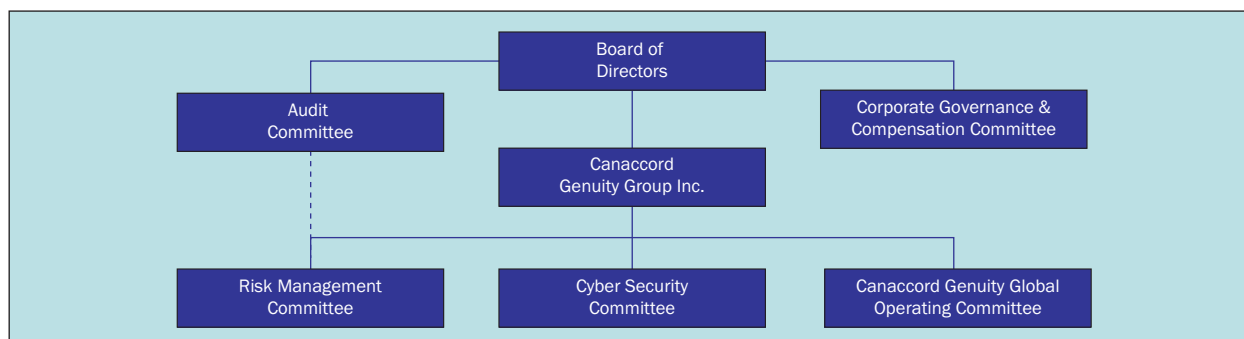 Board of
Directors
Audit
Committee
Corporate Governance &
Compensation Committee
Canaccord
Genuity Group Inc.
Risk Management
Committee
Cyber Security
Committee
Canaccord Genuity Global
Operating Committee